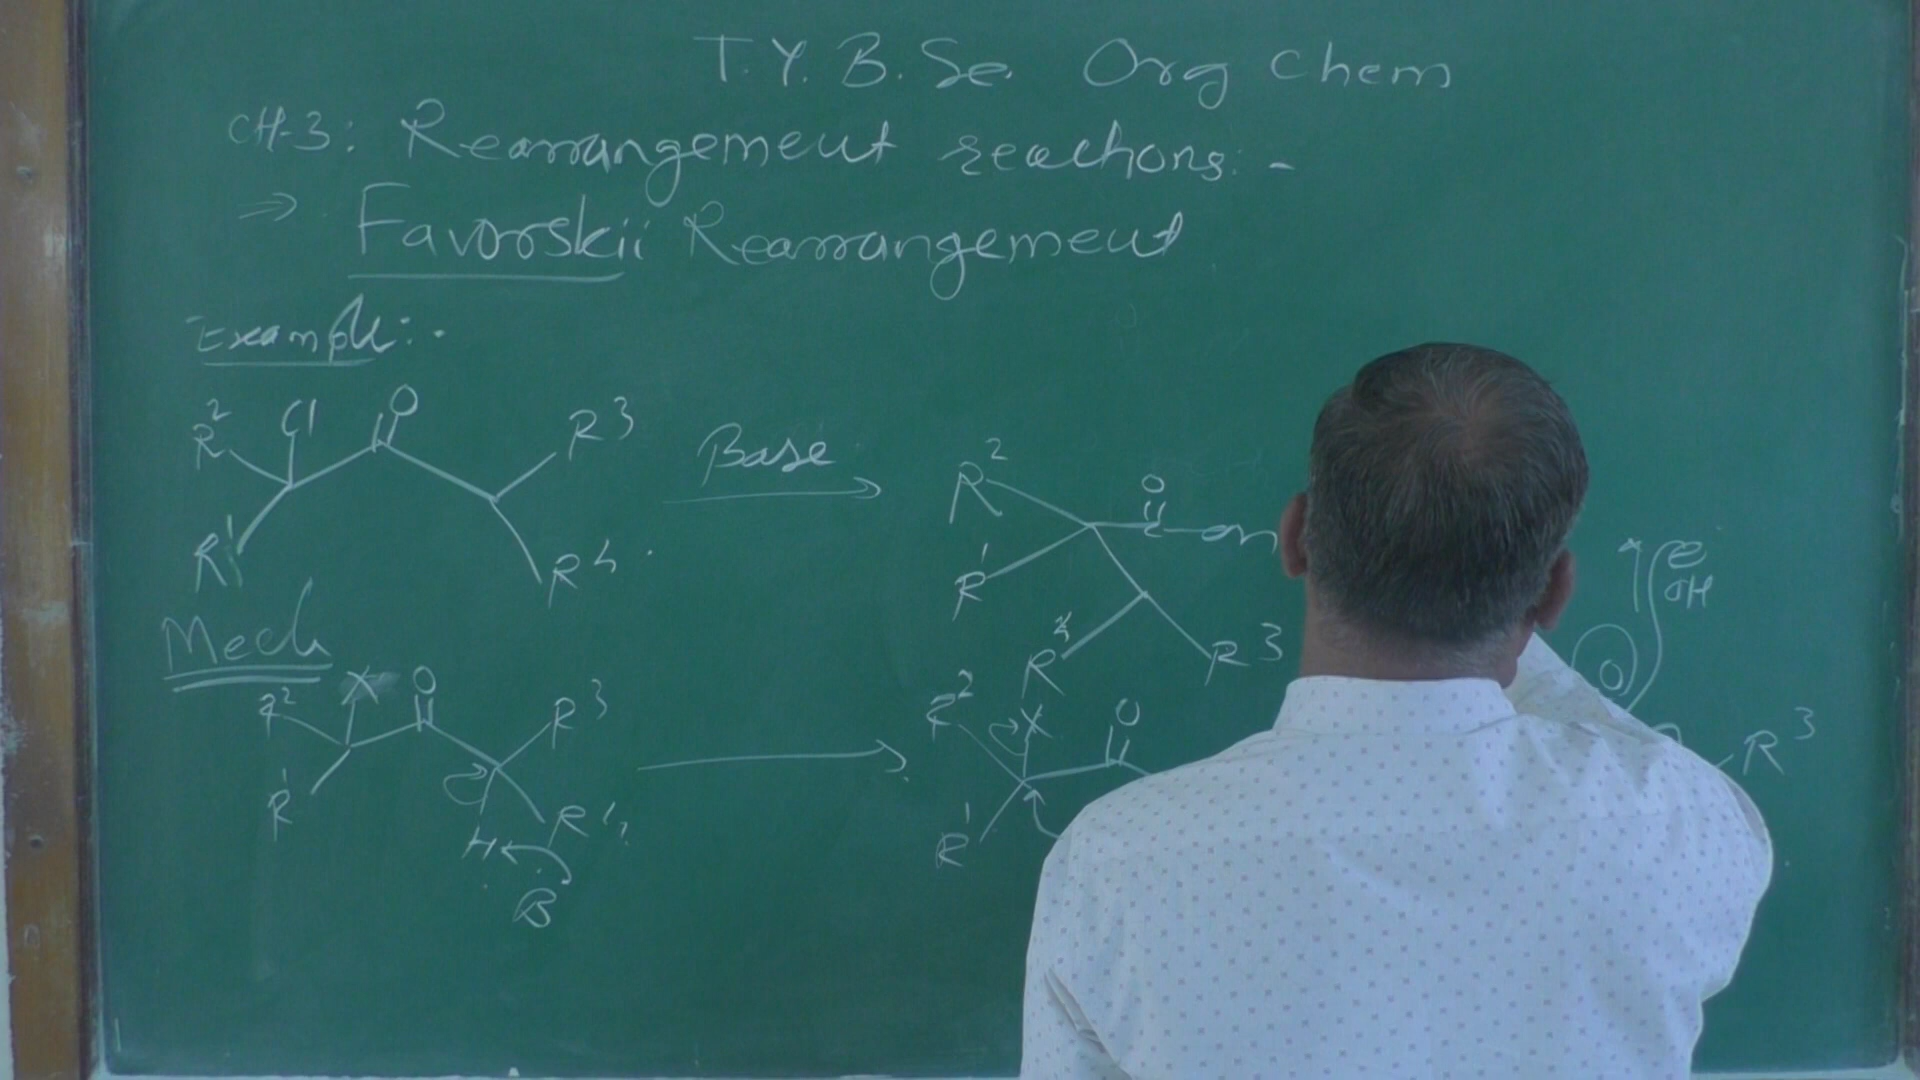 T.Y. B.Sc. Org Chem
CH-3: Rearrangement reactions:-
⇒ Favorskii Rearrangement
Example:-
R² Cl O R³
R¹ R⁴
Base
R² O
R¹ C
R⁴ R³
OH
Mech
R² X O R³
R¹ H R⁴
B
R² X O
R¹
O R³